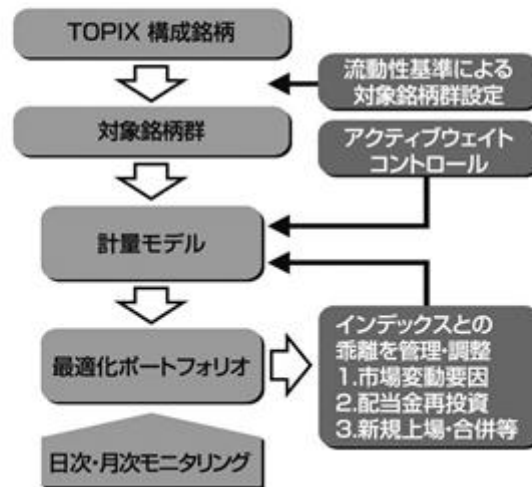 TOPIX 構成銘柄
流動性基準による
対象銘柄群設定
対象銘柄群
アクティブウェイト
コントロール
計量モデル
最適化ポートフォリオ
インデックスとの
乖離を管理・調整
1.市場変動要因
2.配当金再投資
3.新規上場・合併等
日次・月次モニタリング